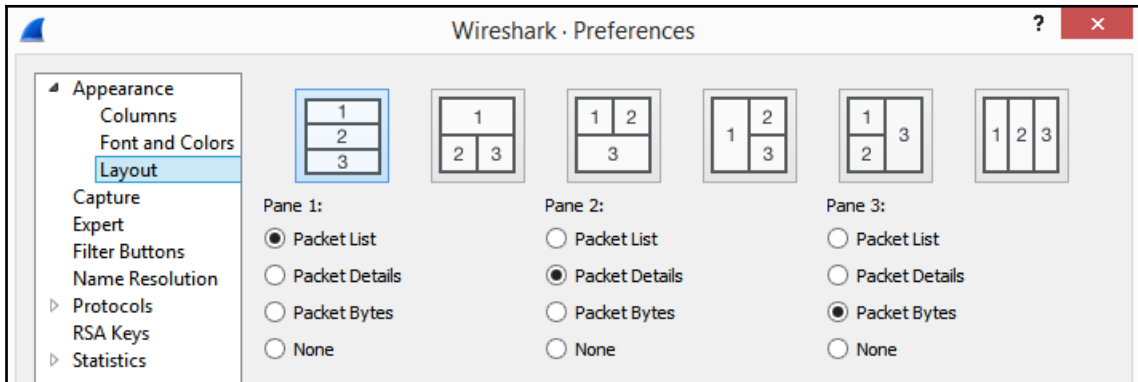 Wireshark · Preferences
?
×
Appearance
Columns
Font and Colors
Layout
Capture
Expert
Filter Buttons
Name Resolution
Protocols
RSA Keys
Statistics
1
2
3
1
2 3
1 2
3
1 2
3
1 3
2
1 2 3
Pane 1:
Packet List
Packet Details
Packet Bytes
None
Pane 2:
Packet List
Packet Details
Packet Bytes
None
Pane 3:
Packet List
Packet Details
Packet Bytes
None